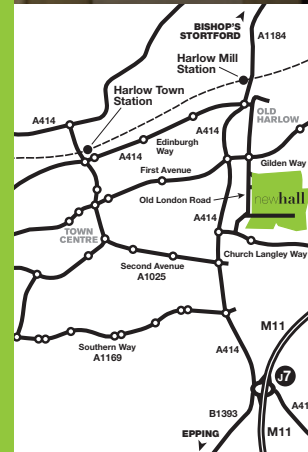 BISHOP'S
STORTFORD
A1184
Harlow Mill
Station
Harlow Town
Station
OLD
HARLOW
A414
A414
Edinburgh
Way
A414
Gilden Way
First Avenue
Old London Road
newhall
A414
TOWN
CENTRE
Church Langley Way
Second Avenue
A1025
M11
Southern Way
A1169
A414
J7
B1393
A41
M11
EPPING